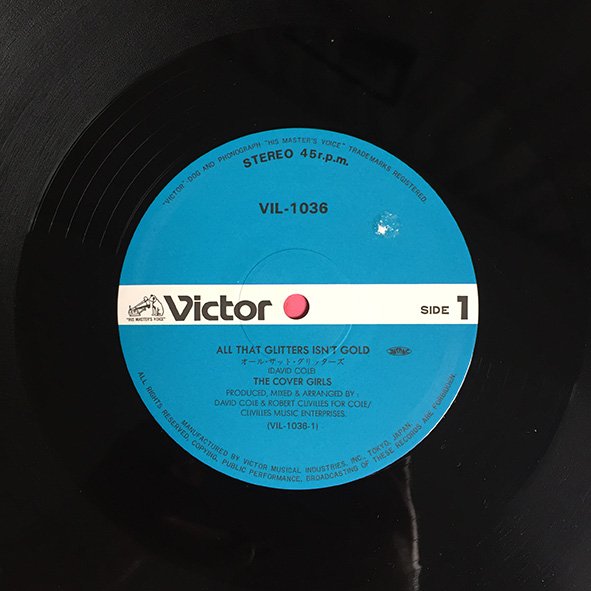 "VICTOR"-DOG AND PHONOGRAPH "HIS MASTER'S VOICE" TRADEMARKS REGISTERED.
STEREO 45r.p.m.
VIL-1036
"HIS MASTER'S VOICE"
Victor
SIDE 1
ALL THAT GLITTERS ISN'T GOLD
オール・ザット・グリッターズ
(DAVID COLE)
THE COVER GIRLS
PRODUCED, MIXED & ARRANGED BY :
DAVID COLE & ROBERT CLIVILLES FOR COLE/
CLIVILLES MUSIC ENTERPRISES.
(VIL-1036-1)
MANUFACTURED BY VICTOR MUSICAL INDUSTRIES, INC., TOKYO, JAPAN.
ALL RIGHTS RESERVED, COPYING, PUBLIC PERFORMANCE, BROADCASTING OF THESE RECORDS ARE FORBIDDEN.